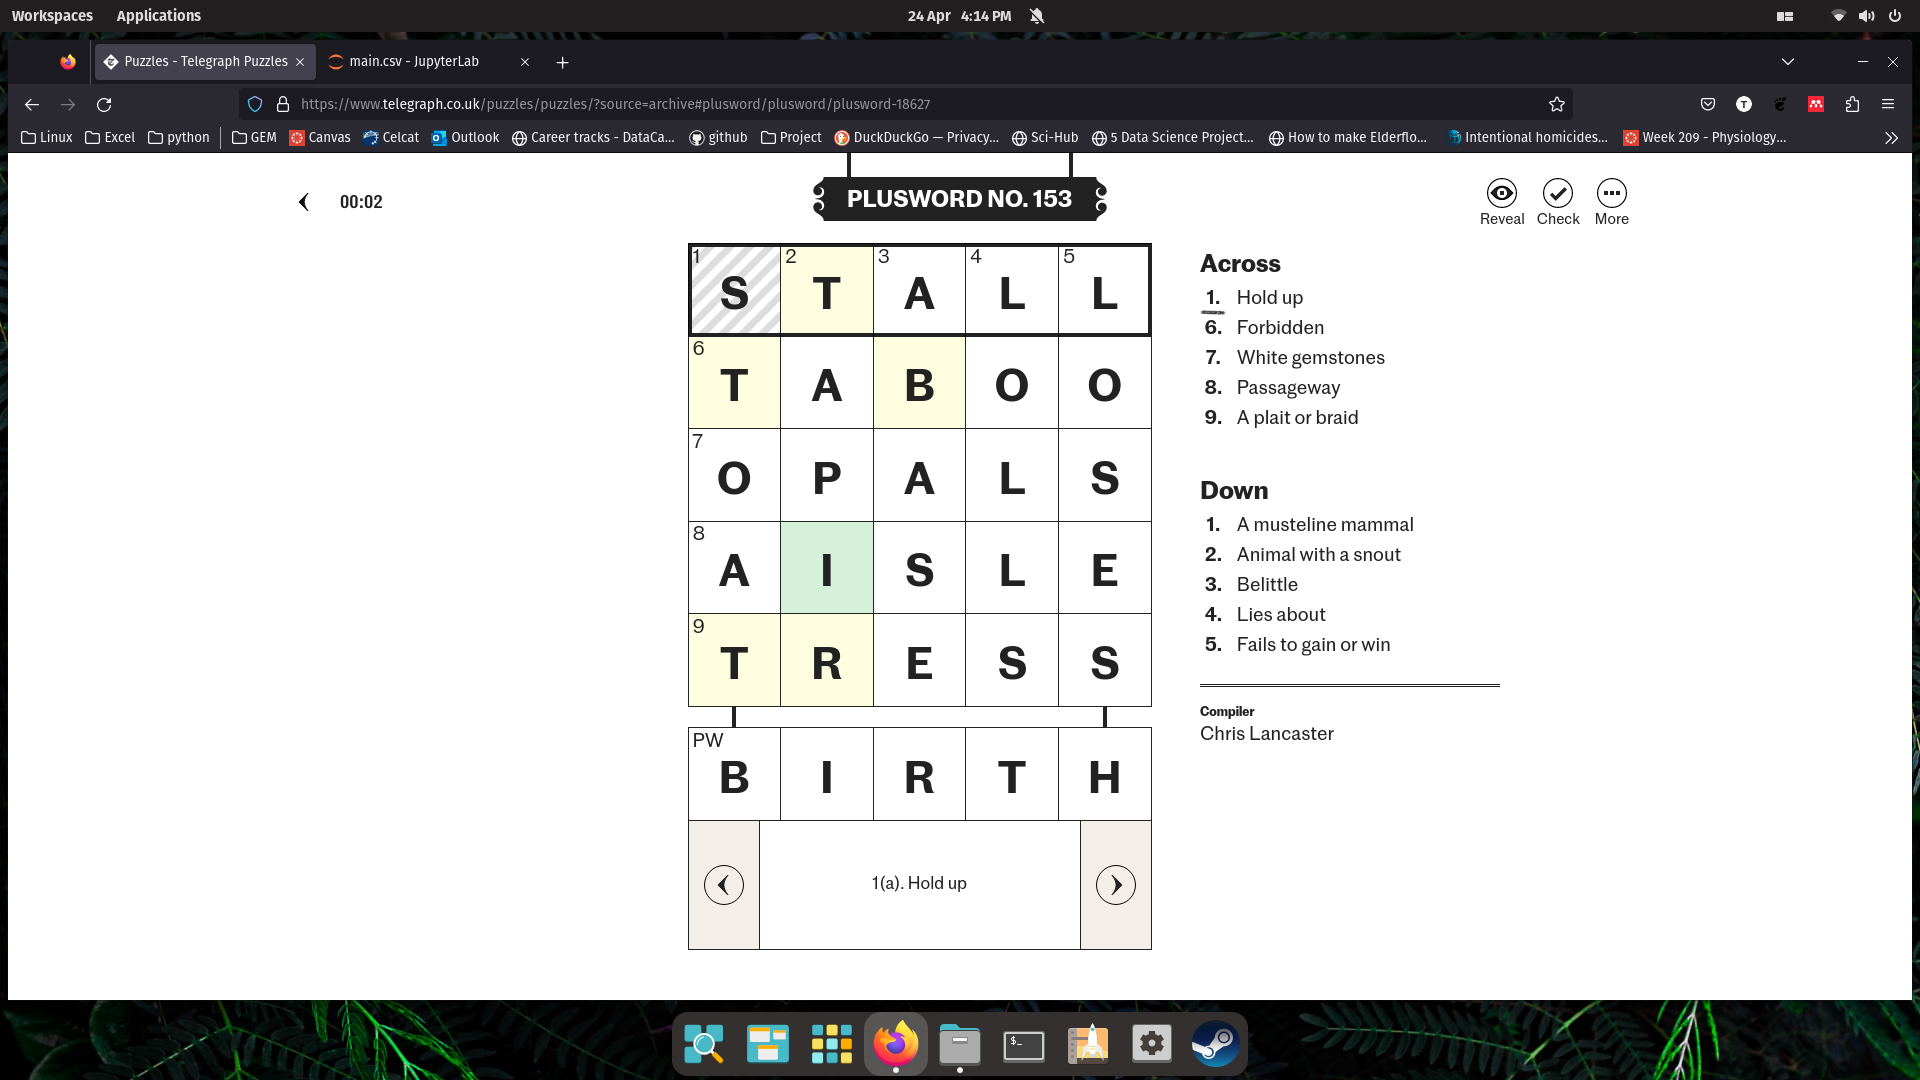 Workspaces Applications 24 Apr 4:14 PM
Puzzles - Telegraph Puzzles main.csv - JupyterLab
https://www.telegraph.co.uk/puzzles/puzzles/?source=archive#plusword/plusword/plusword-18627
Linux Excel python GEM Canvas Celcat Outlook Career tracks - DataCa... github Project DuckDuckGo — Privacy... Sci-Hub 5 Data Science Project... How to make Elderflo... Intentional homicides... Week 209 - Physiology...
00:02
PLUSWORD NO. 153
Reveal Check More
1 S 2 T 3 A 4 L 5 L
6 T A B O O
7 O P A L S
8 A I S L E
9 T R E S S
PW B I R T H
1(a). Hold up
Across
1. Hold up
6. Forbidden
7. White gemstones
8. Passageway
9. A plait or braid
Down
1. A musteline mammal
2. Animal with a snout
3. Belittle
4. Lies about
5. Fails to gain or win
Compiler
Chris Lancaster